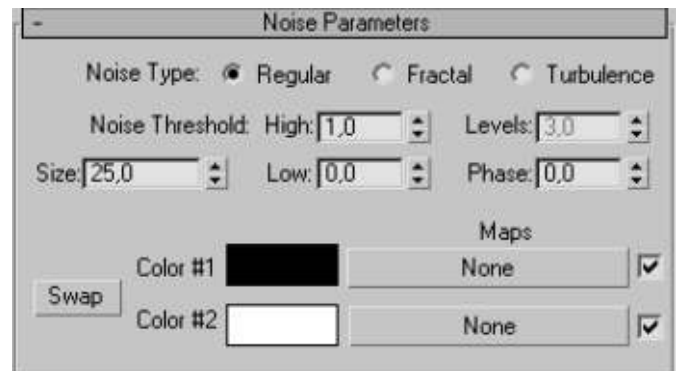 - Noise Parameters
Noise Type: Regular Fractal Turbulence
Noise Threshold: High: 1,0 Levels: 3,0
Size: 25,0 Low: 0,0 Phase: 0,0
Maps
Color #1 None
Swap
Color #2 None